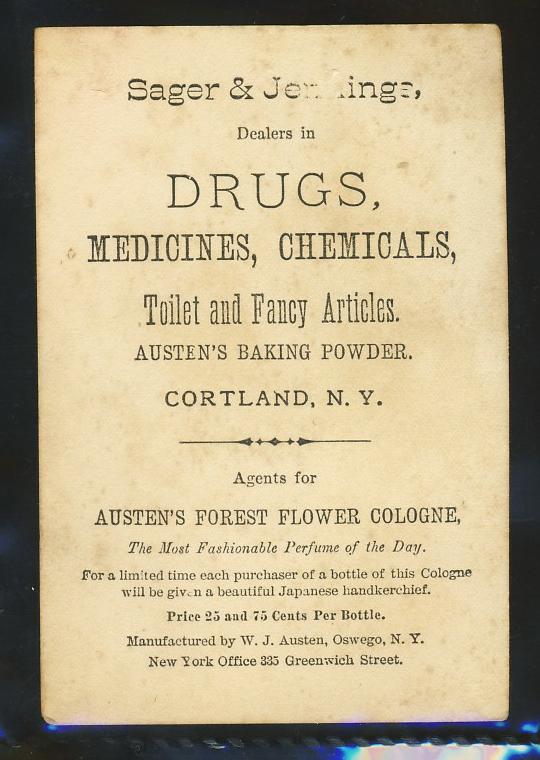 Sager & Jennings,
Dealers in
DRUGS,
MEDICINES, CHEMICALS,
Toilet and Fancy Articles.
AUSTEN'S BAKING POWDER.
CORTLAND, N. Y.
Agents for
AUSTEN'S FOREST FLOWER COLOGNE,
The Most Fashionable Perfume of the Day.
For a limited time each purchaser of a bottle of this Cologne
will be given a beautiful Japanese handkerchief.
Price 25 and 75 Cents Per Bottle.
Manufactured by W. J. Austen, Oswego, N. Y.
New York Office 335 Greenwich Street.